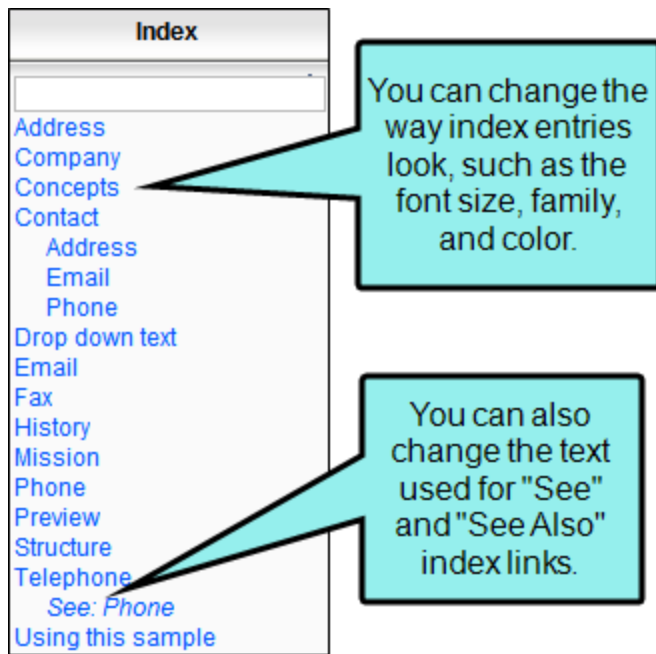 Index
Address
Company
Concepts
Contact
Address
Email
Phone
Drop down text
Email
Fax
History
Mission
Phone
Preview
Structure
Telephone
See: Phone
Using this sample
You can change the
way index entries
look, such as the
font size, family,
and color.
You can also
change the text
used for "See"
and "See Also"
index links.